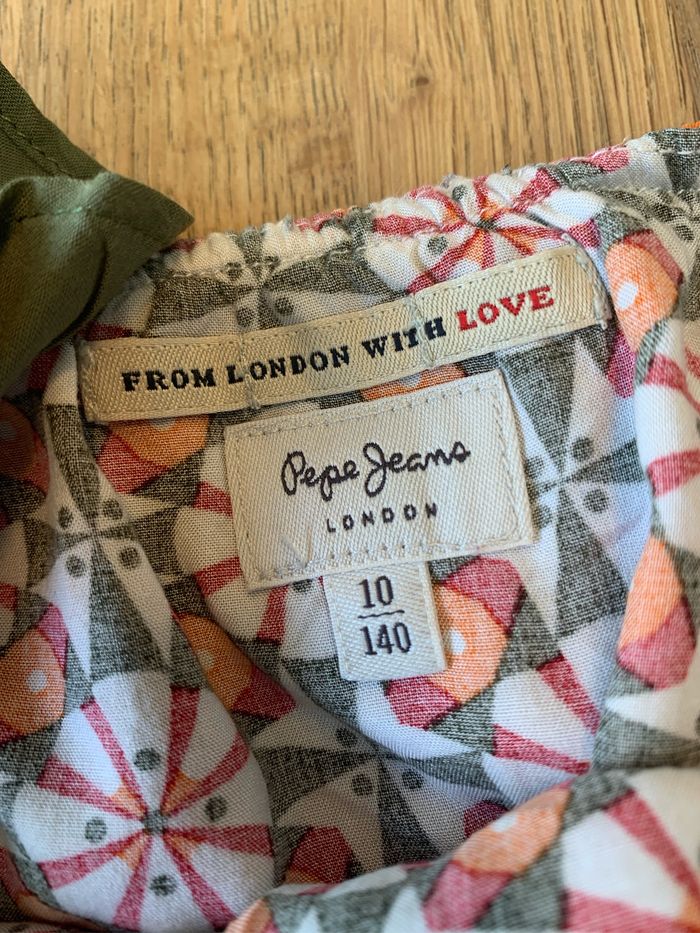 FROM LONDON WITH LOVE
Pepe Jeans
LONDON
10
140